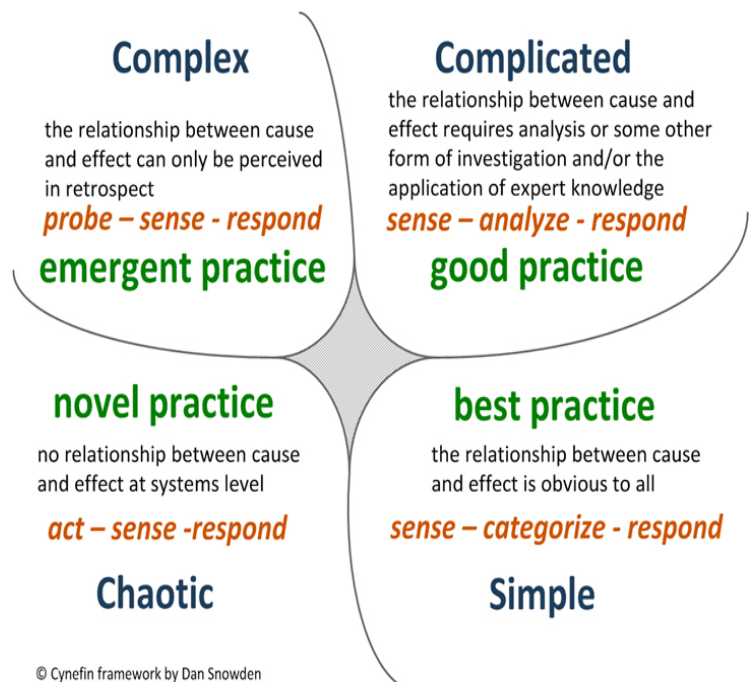 Complex
the relationship between cause
and effect can only be perceived
in retrospect
probe – sense - respond
emergent practice
Complicated
the relationship between cause and
effect requires analysis or some other
form of investigation and/or the
application of expert knowledge
sense – analyze - respond
good practice
novel practice
no relationship between cause
and effect at systems level
act – sense -respond
Chaotic
best practice
the relationship between cause
and effect is obvious to all
sense – categorize - respond
Simple
© Cynefin framework by Dan Snowden